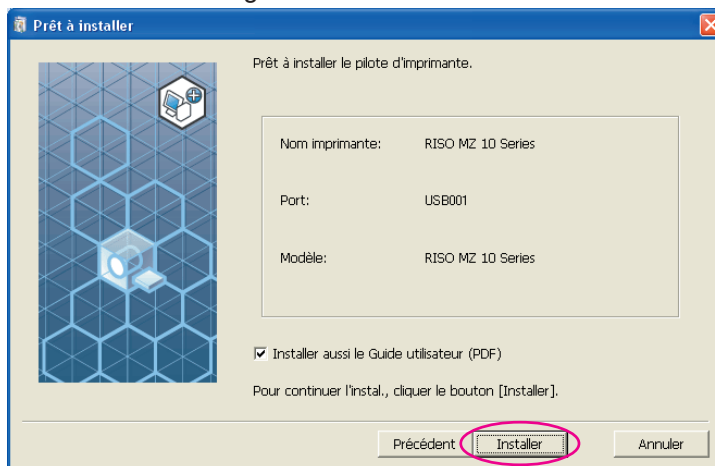 Prêt à installer
Prêt à installer le pilote d'imprimante.
Nom imprimante: RISO MZ 10 Series
Port: USB001
Modèle: RISO MZ 10 Series
Installer aussi le Guide utilisateur (PDF)
Pour continuer l'instal., cliquer le bouton [Installer].
Précédent Installer Annuler